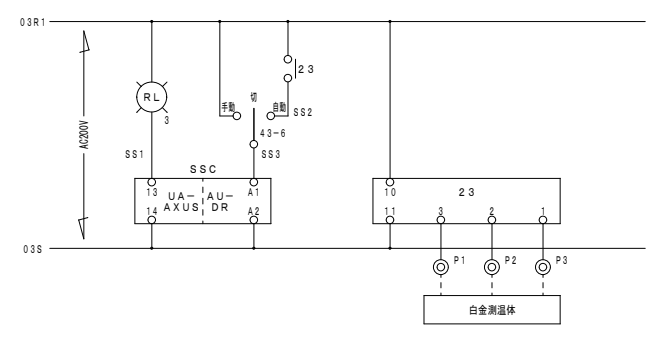 03R1
23
RL
3
手動
切
自動
SS2
43-6
AC200V
SS1
SS3
SSC
13
UA-
AXUS
AU-
DR
A1
14
A2
10
23
11
3
2
1
03S
P1
P2
P3
白金測温体